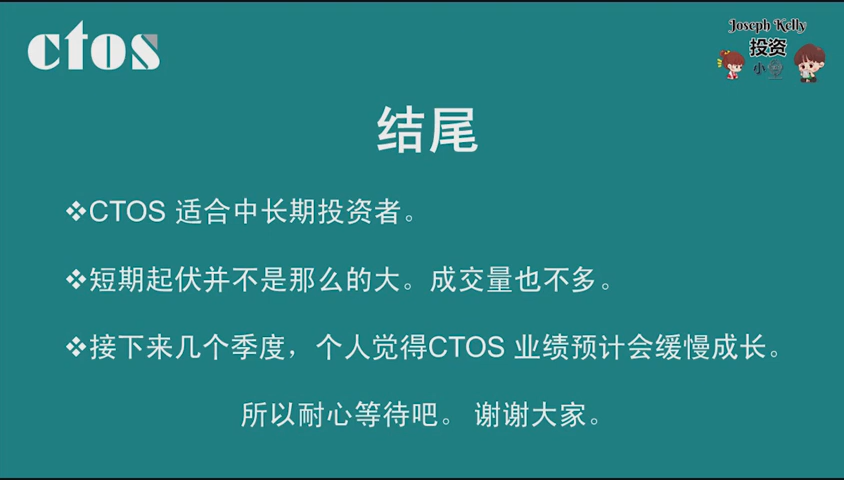 ctos
Joseph Kelly
投资
小
结尾
❖CTOS 适合中长期投资者。
❖短期起伏并不是那么的大。成交量也不多。
❖接下来几个季度，个人觉得CTOS 业绩预计会缓慢成长。
所以耐心等待吧。 谢谢大家。